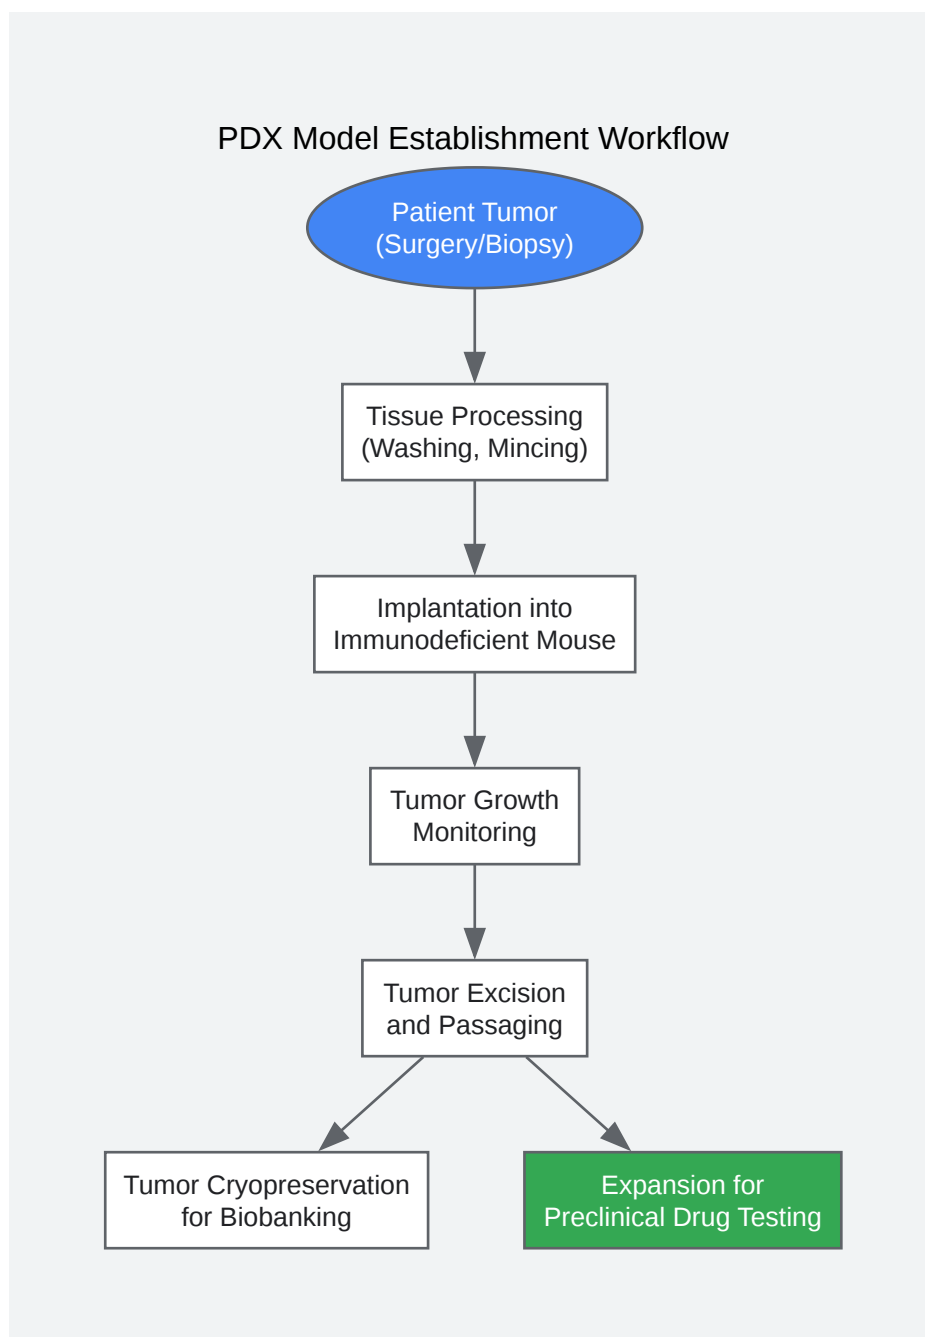 PDX Model Establishment Workflow
Patient Tumor
(Surgery/Biopsy)
Tissue Processing
(Washing, Mincing)
Implantation into
Immunodeficient Mouse
Tumor Growth
Monitoring
Tumor Excision
and Passaging
Tumor Cryopreservation
for Biobanking
Expansion for
Preclinical Drug Testing